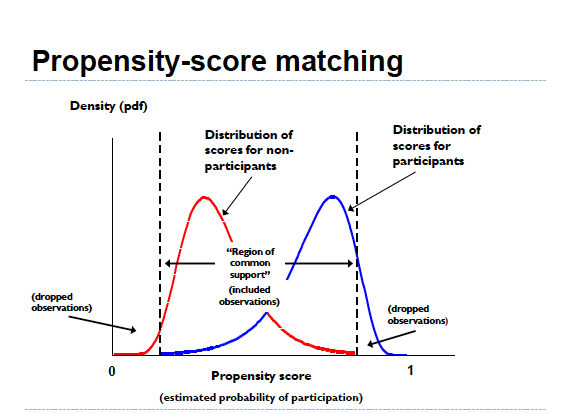 Propensity-score matching
Density (pdf)
Distribution of
scores for non-
participants
Distribution of
scores for
participants
“Region of
common
support”
(included
observations)
(dropped
observations)
(dropped
observations)
0
Propensity score
1
(estimated probability of participation)